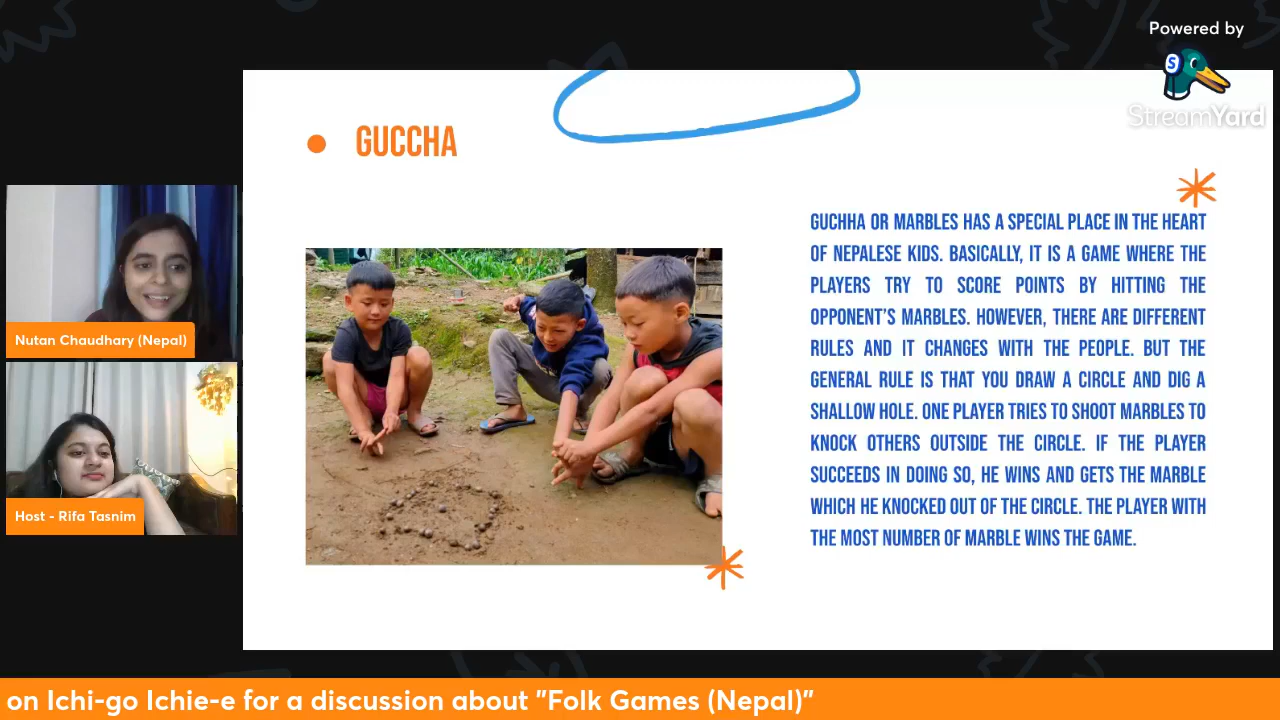 Powered by
S
StreamYard
GUCCHA
GUCHHA OR MARBLES HAS A SPECIAL PLACE IN THE HEART
OF NEPALESE KIDS. BASICALLY, IT IS A GAME WHERE THE
PLAYERS TRY TO SCORE POINTS BY HITTING THE
OPPONENT'S MARBLES. HOWEVER, THERE ARE DIFFERENT
RULES AND IT CHANGES WITH THE PEOPLE. BUT THE
GENERAL RULE IS THAT YOU DRAW A CIRCLE AND DIG A
SHALLOW HOLE. ONE PLAYER TRIES TO SHOOT MARBLES TO
KNOCK OTHERS OUTSIDE THE CIRCLE. IF THE PLAYER
SUCCEEDS IN DOING SO, HE WINS AND GETS THE MARBLE
WHICH HE KNOCKED OUT OF THE CIRCLE. THE PLAYER WITH
THE MOST NUMBER OF MARBLE WINS THE GAME.
Nutan Chaudhary (Nepal)
Host - Rifa Tasnim
on Ichi-go Ichie-e for a discussion about "Folk Games (Nepal)"